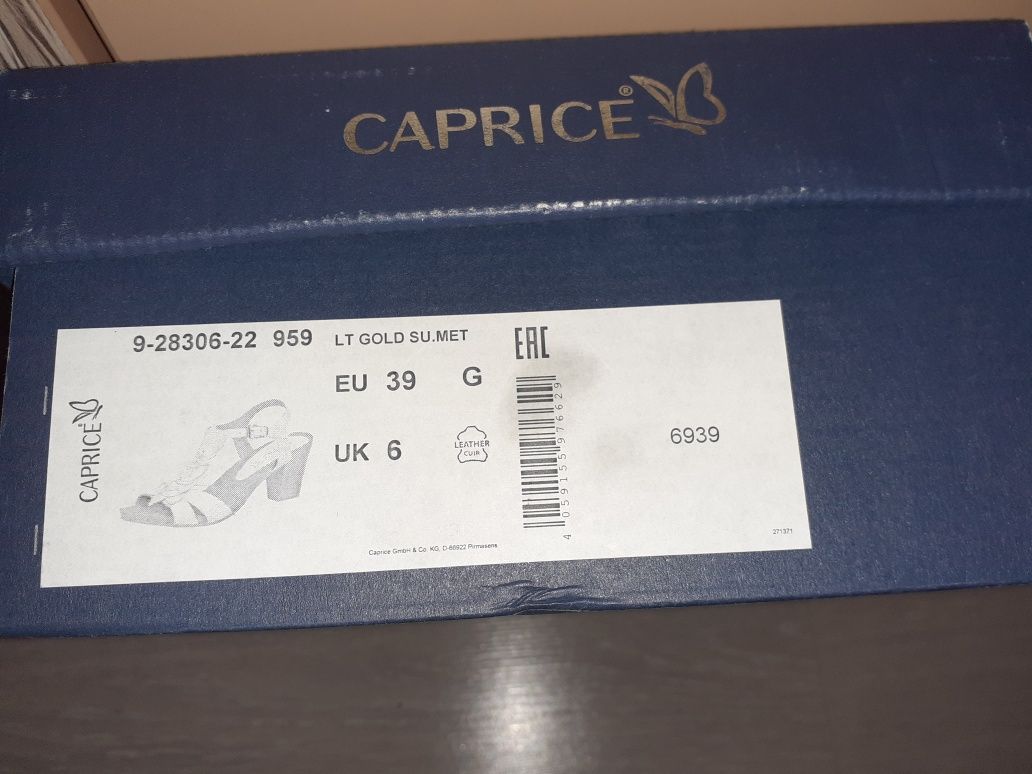 CAPRICE®
9-28306-22 959 LT GOLD SU.MET EAC
EU 39 G
UK 6
LEATHER
CUIR
CAPRICE
4 059155 976629
6939
Caprice GmbH & Co. KG, D-66922 Pirmasens
271371